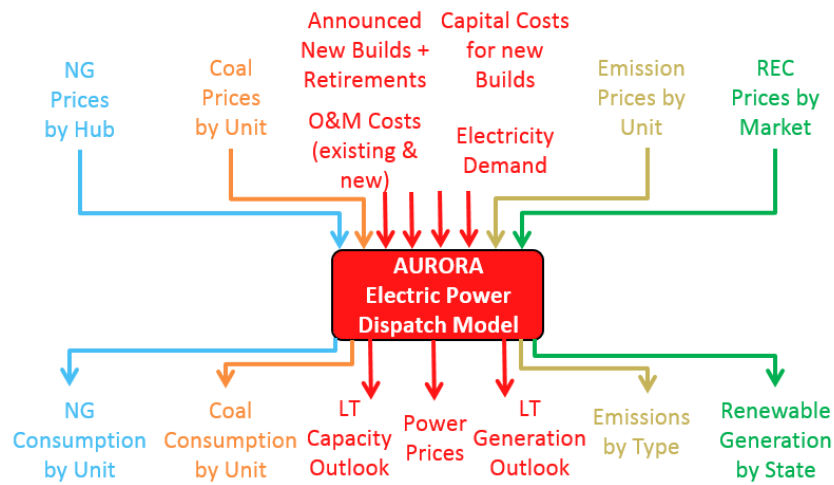 Announced
New Builds +
Retirements
Capital Costs
for new
Builds
NG
Prices
by Hub
Coal
Prices
by Unit
O&M Costs
(existing &
new)
Electricity
Demand
Emission
Prices by
Unit
REC
Prices by
Market
AURORA
Electric Power
Dispatch Model
NG
Consumption
by Unit
Coal
Consumption
by Unit
LT
Capacity
Outlook
Power
Prices
LT
Generation
Outlook
Emissions
by Type
Renewable
Generation
by State